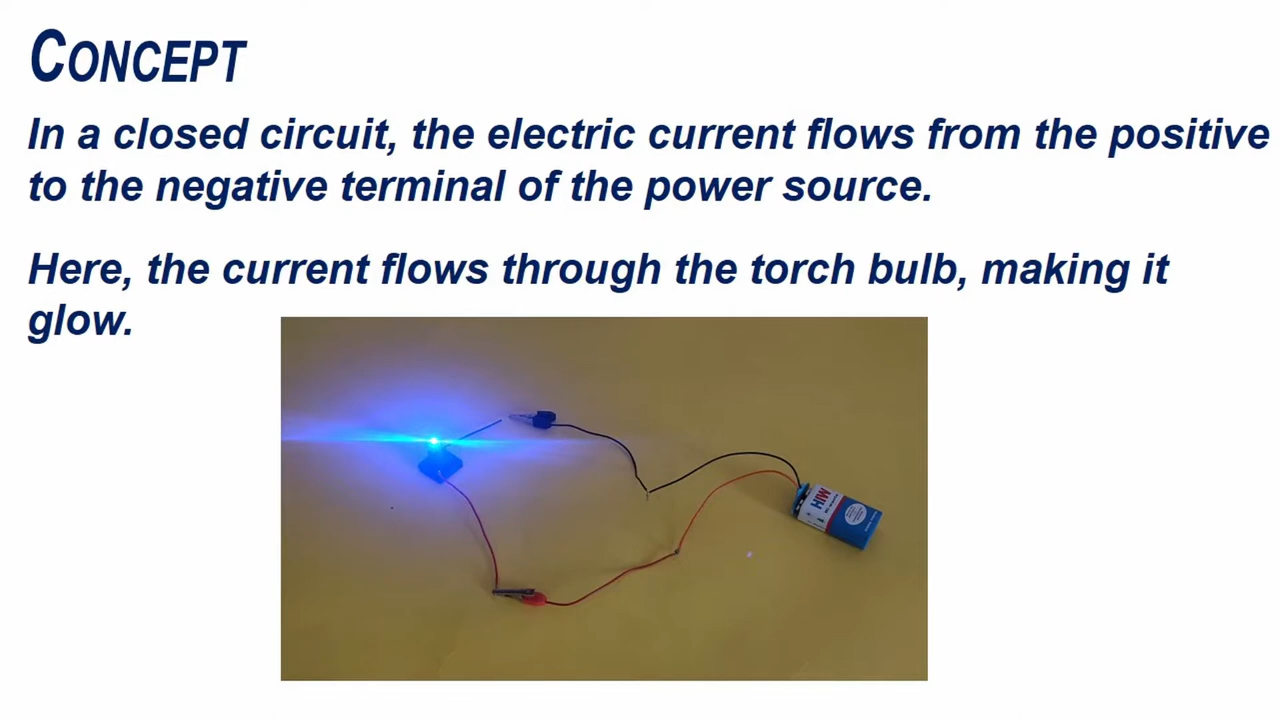 CONCEPT
In a closed circuit, the electric current flows from the positive
to the negative terminal of the power source.
Here, the current flows through the torch bulb, making it
glow.
HIW